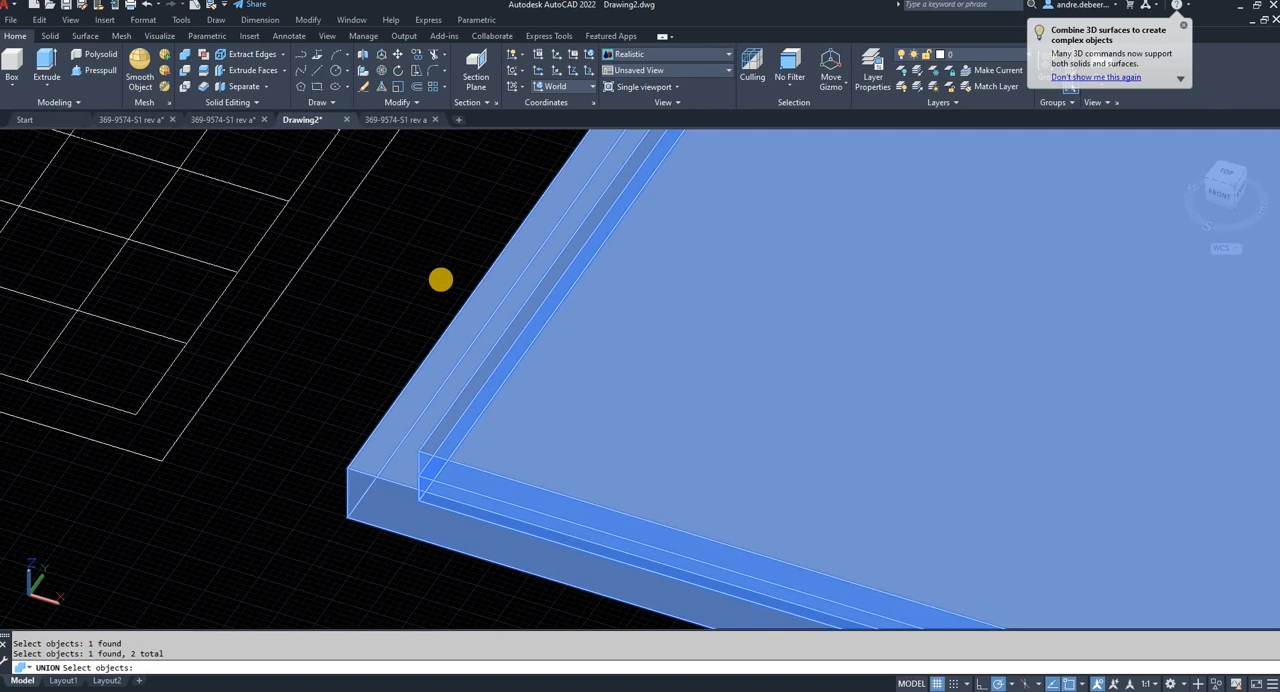 Share
Autodesk AutoCAD 2022 Drawing2.dwg
Type a keyword or phrase
andre.debeer...
File Edit View Insert Format Tools Draw Dimension Modify Window Help Express Parametric
Home Solid Surface Mesh Visualize Parametric Insert Annotate View Manage Output Add-ins Collaborate Express Tools Featured Apps
Box
Extrude
Polysolid
Presspull
Modeling
Smooth
Object
Mesh
Extract Edges
Extrude Faces
Separate
Solid Editing
Draw
Modify
Section
Plane
Section
World
Coordinates
Realistic
Unsaved View
Single viewport
View
Culling
No Filter
Move
Gizmo
Selection
Layer
Properties
0
Make Current
Match Layer
Layers
Groups
View
Combine 3D surfaces to create
complex objects
Many 3D commands now support
both solids and surfaces.
Don't show me this again
Start
369-9574-S1 rev a*
369-9574-S1 rev a*
Drawing2*
369-9574-S1 rev a
TOP
FRONT
S
WCS
Z
Y
X
Select objects: 1 found
Select objects: 1 found, 2 total
UNION Select objects:
Model Layout1 Layout2 +
MODEL
1:1